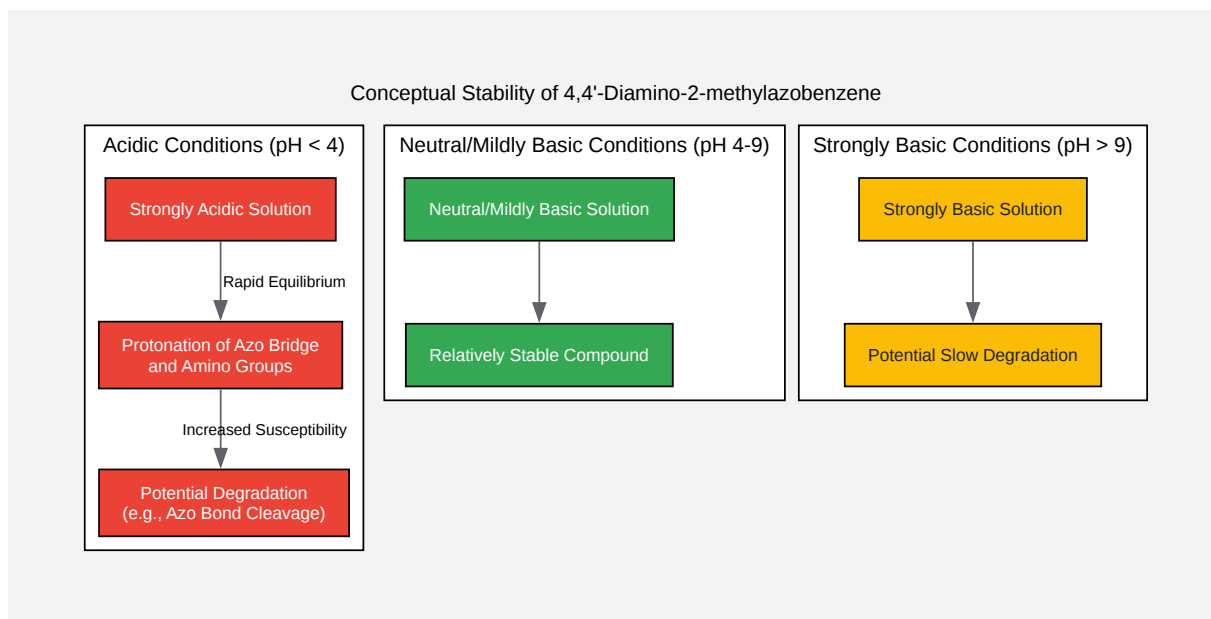 Conceptual Stability of 4,4'-Diamino-2-methylazobenzene
Acidic Conditions (pH < 4)
Strongly Acidic Solution
Rapid Equilibrium
Protonation of Azo Bridge
and Amino Groups
Increased Susceptibility
Potential Degradation
(e.g., Azo Bond Cleavage)
Neutral/Mildly Basic Conditions (pH 4-9)
Neutral/Mildly Basic Solution
Relatively Stable Compound
Strongly Basic Conditions (pH > 9)
Strongly Basic Solution
Potential Slow Degradation